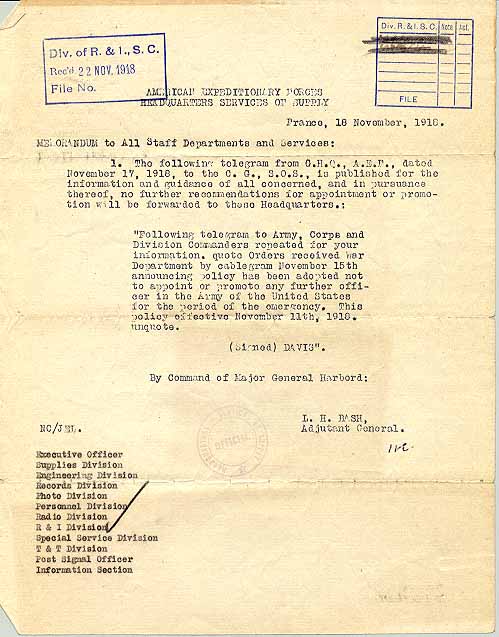 Div. of R. & I., S. C.
Rec'd 22 NOV. 1918
File No.
Div. R. & I. S. C. Note Act.
FILE
AMERICAN EXPEDITIONARY FORCES
HEADQUARTERS SERVICES OF SUPPLY
France, 18 November, 1918.
MEMORANDUM to All Staff Departments and Services:
1. The following telegram from G.H.Q., A.E.F., dated
November 17, 1918, to the C. G., S.O.S., is published for the
information and guidance of all concerned, and in pursuance
thereof, no further recommendations for appointment or promo-
tion will be forwarded to these Headquarters.:
"Following telegram to Army, Corps and
Division Commanders repeated for your
information. quote Orders received War
Department by cablegram November 15th
announcing policy has been adopted not
to appoint or promote any further offi-
cer in the Army of the United States
for the period of the emergency. This
policy effective November 11th, 1918.
unquote.
(Signed) DAVIS".
By Command of Major General Harbord:
L. H. BASH,
Adjutant General.
NC/JEL.
OFFICIAL
Executive Officer
Supplies Division
Engineering Division
Records Division
Photo Division
Personnel Division
Radio Division
R & I Division
Special Service Division
T & T Division
Post Signal Officer
Information Section